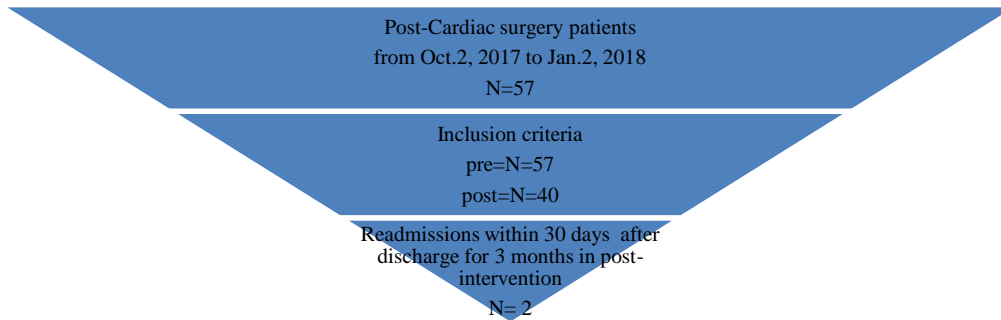 Post-Cardiac surgery patients
from Oct.2, 2017 to Jan.2, 2018
N=57
Inclusion criteria
pre=N=57
post=N=40
Readmissions within 30 days after
discharge for 3 months in post-
intervention
N= 2